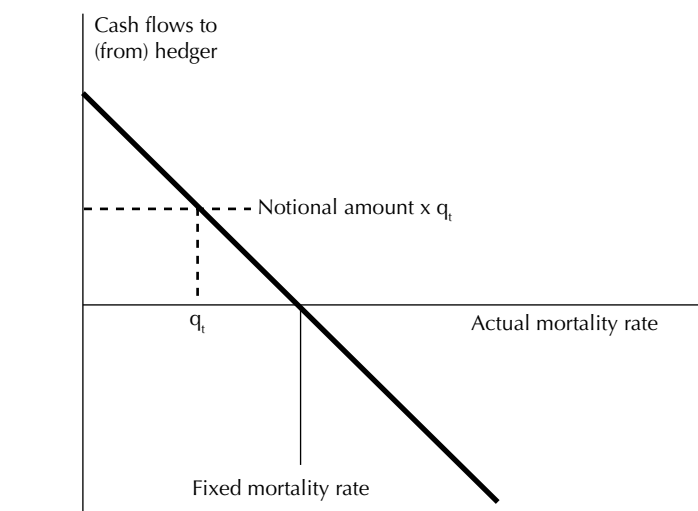 Cash flows to
(from) hedger
Notional amount x qt
qt
Actual mortality rate
Fixed mortality rate